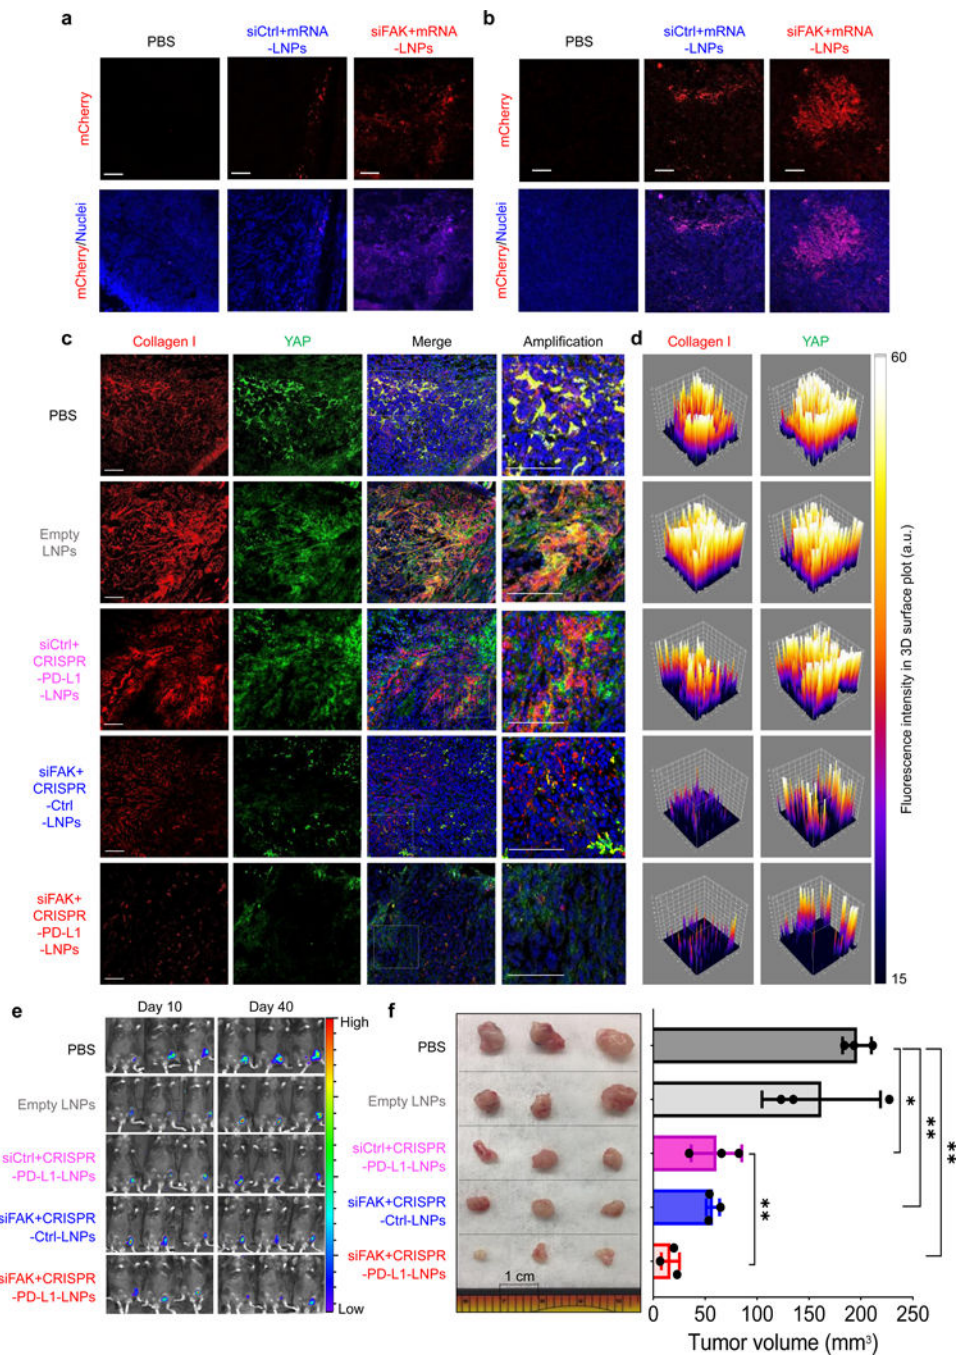 a
PBS
siCtrl+mRNA
-LNPs
siFAK+mRNA
-LNPs
mCherry
mCherry/Nuclei
b
PBS
siCtrl+mRNA
-LNPs
siFAK+mRNA
-LNPs
mCherry
mCherry/Nuclei
c
Collagen I
YAP
Merge
Amplification
PBS
Empty
LNPs
siCtrl+
CRISPR
-PD-L1
-LNPs
siFAK+
CRISPR
-Ctrl
-LNPs
siFAK+
CRISPR
-PD-L1
-LNPs
d
Collagen I
YAP
60
Fluorescence intensity in 3D surface plot (a.u.)
15
e
Day 10
Day 40
High
PBS
Empty LNPs
siCtrl+CRISPR
-PD-L1-LNPs
siFAK+CRISPR
-Ctrl-LNPs
siFAK+CRISPR
-PD-L1-LNPs
Low
f
PBS
Empty LNPs
siCtrl+CRISPR
-PD-L1-LNPs
siFAK+CRISPR
-Ctrl-LNPs
siFAK+CRISPR
-PD-L1-LNPs
1 cm
*
**
**
**
0 50 100 150 200 250
Tumor volume (mm³)